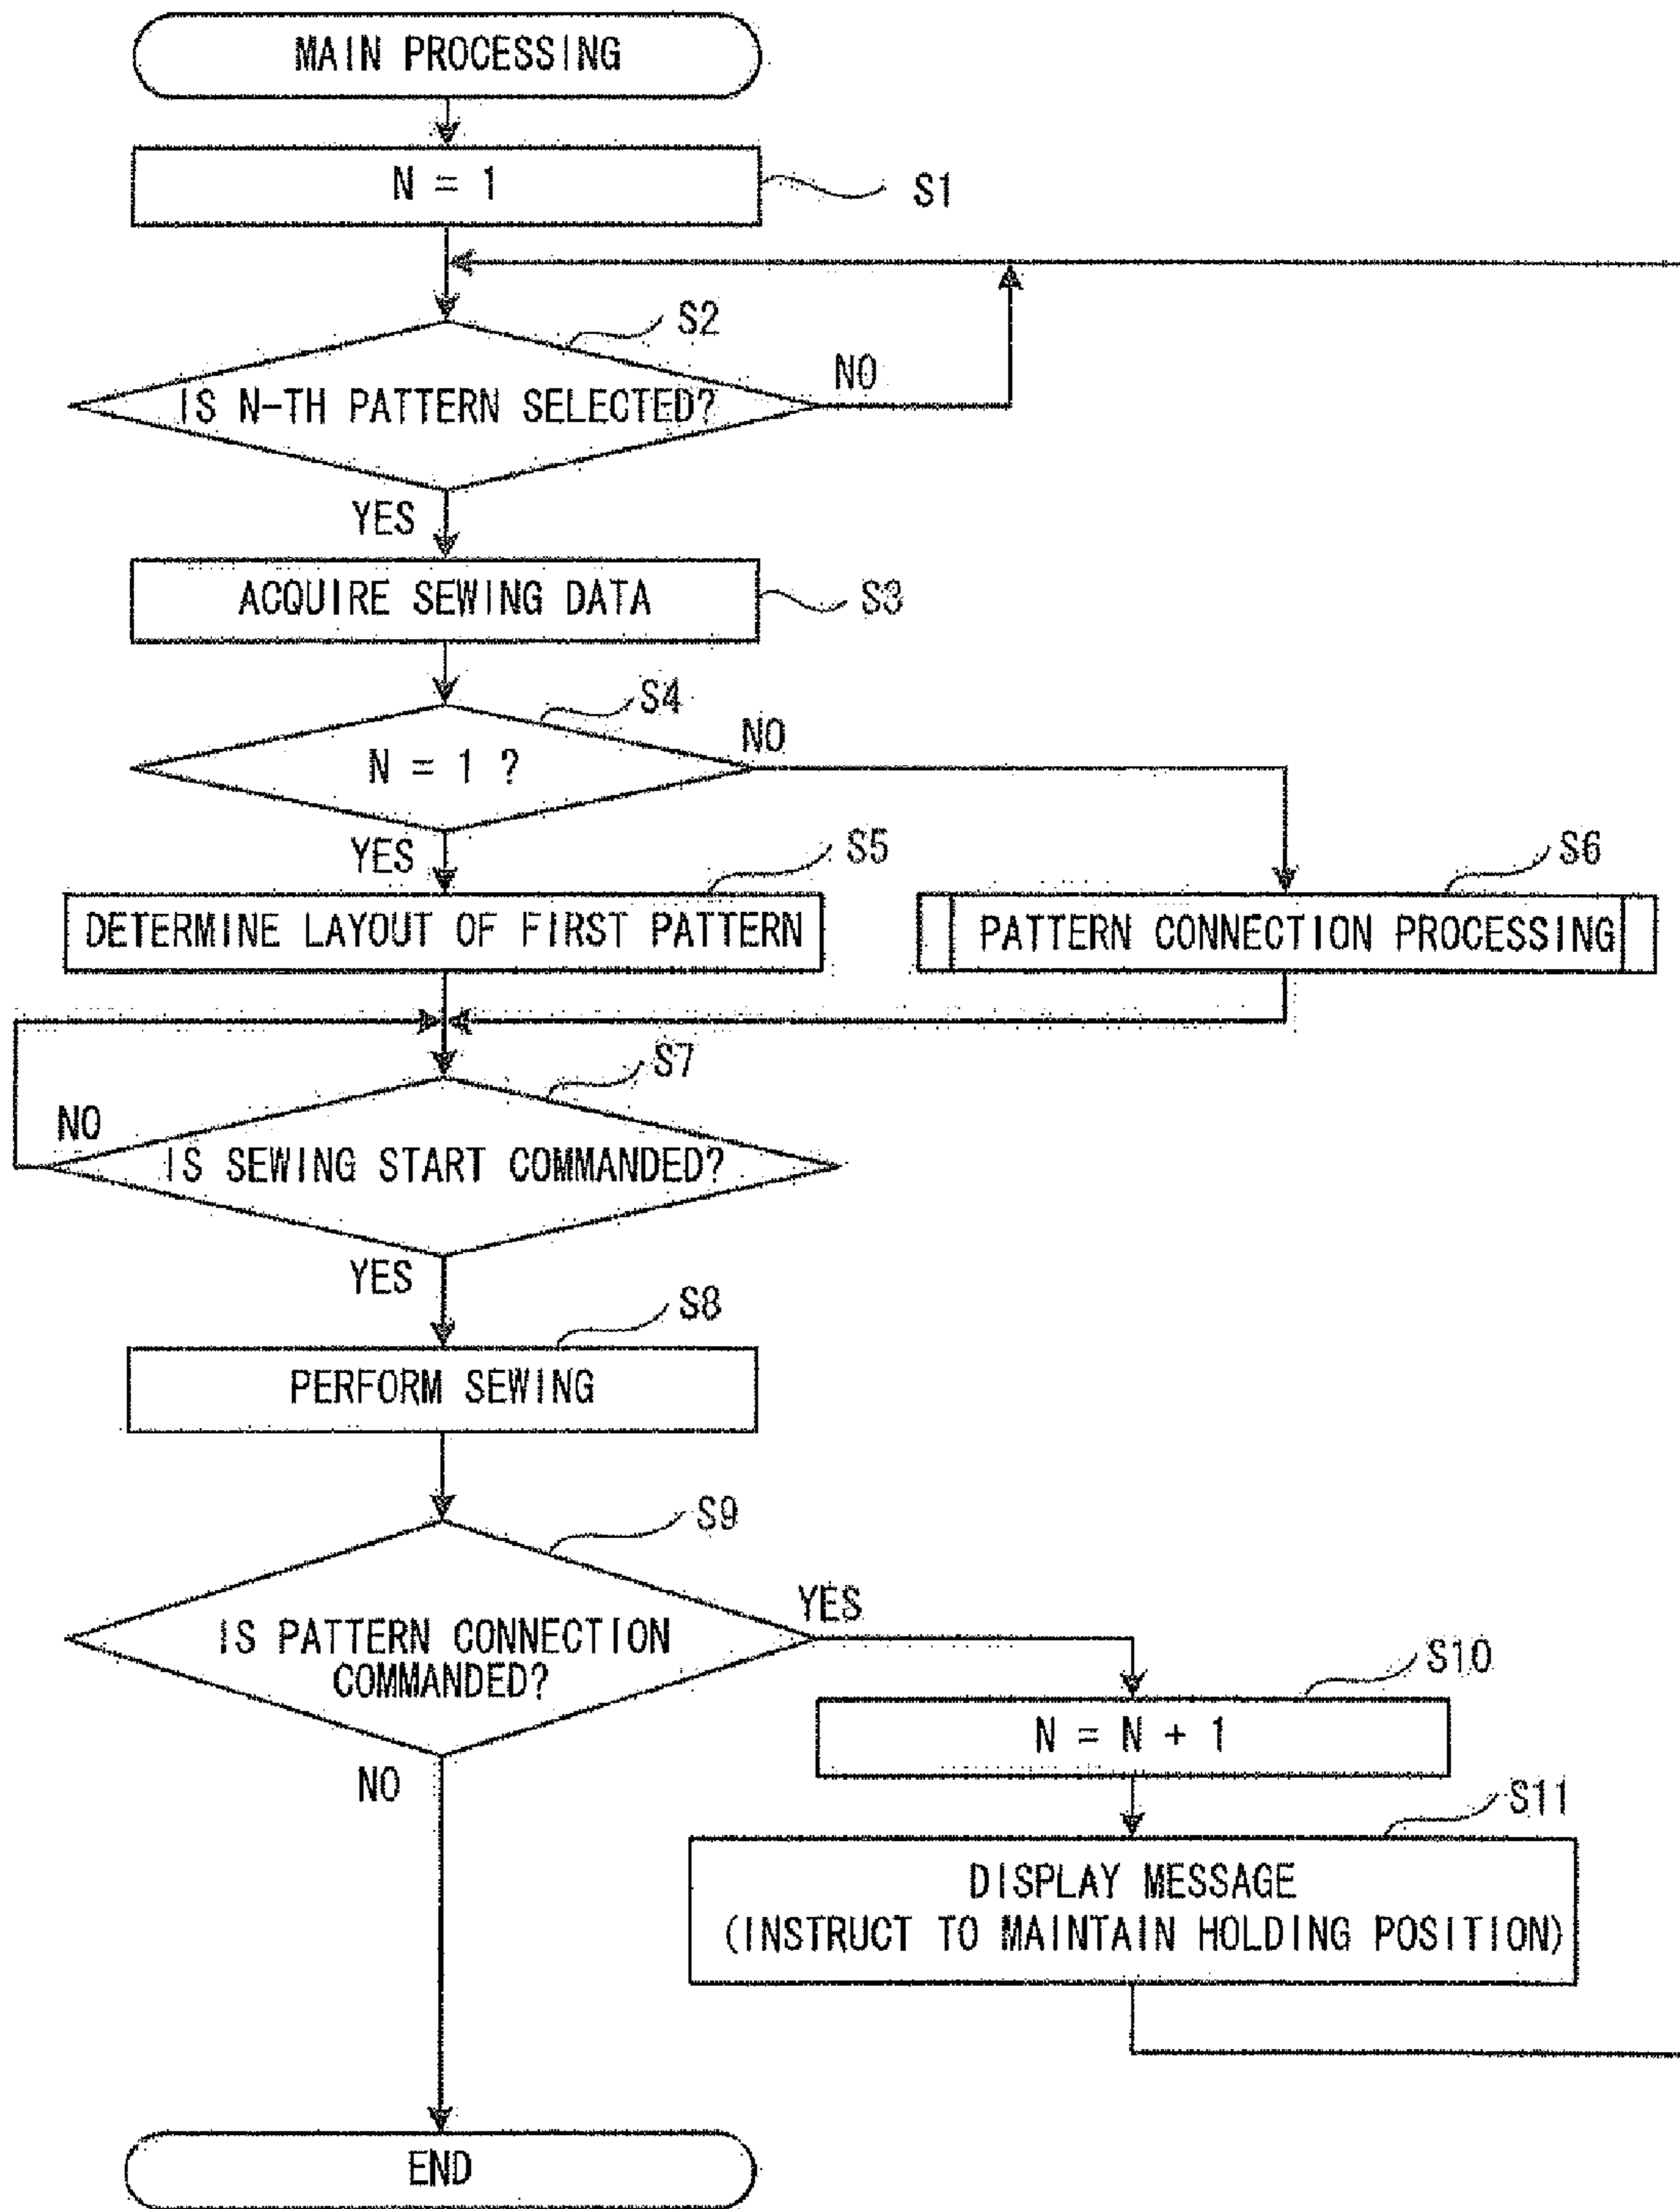 MAIN PROCESSING
N = 1
S1
S2
IS N-TH PATTERN SELECTED?
NO
YES
ACQUIRE SEWING DATA
S3
S4
N = 1 ?
NO
YES
S5
S6
DETERMINE LAYOUT OF FIRST PATTERN
PATTERN CONNECTION PROCESSING
S7
NO
IS SEWING START COMMANDED?
YES
S8
PERFORM SEWING
S9
IS PATTERN CONNECTION
COMMANDED?
YES
S10
N = N + 1
NO
S11
DISPLAY MESSAGE
(INSTRUCT TO MAINTAIN HOLDING POSITION)
END